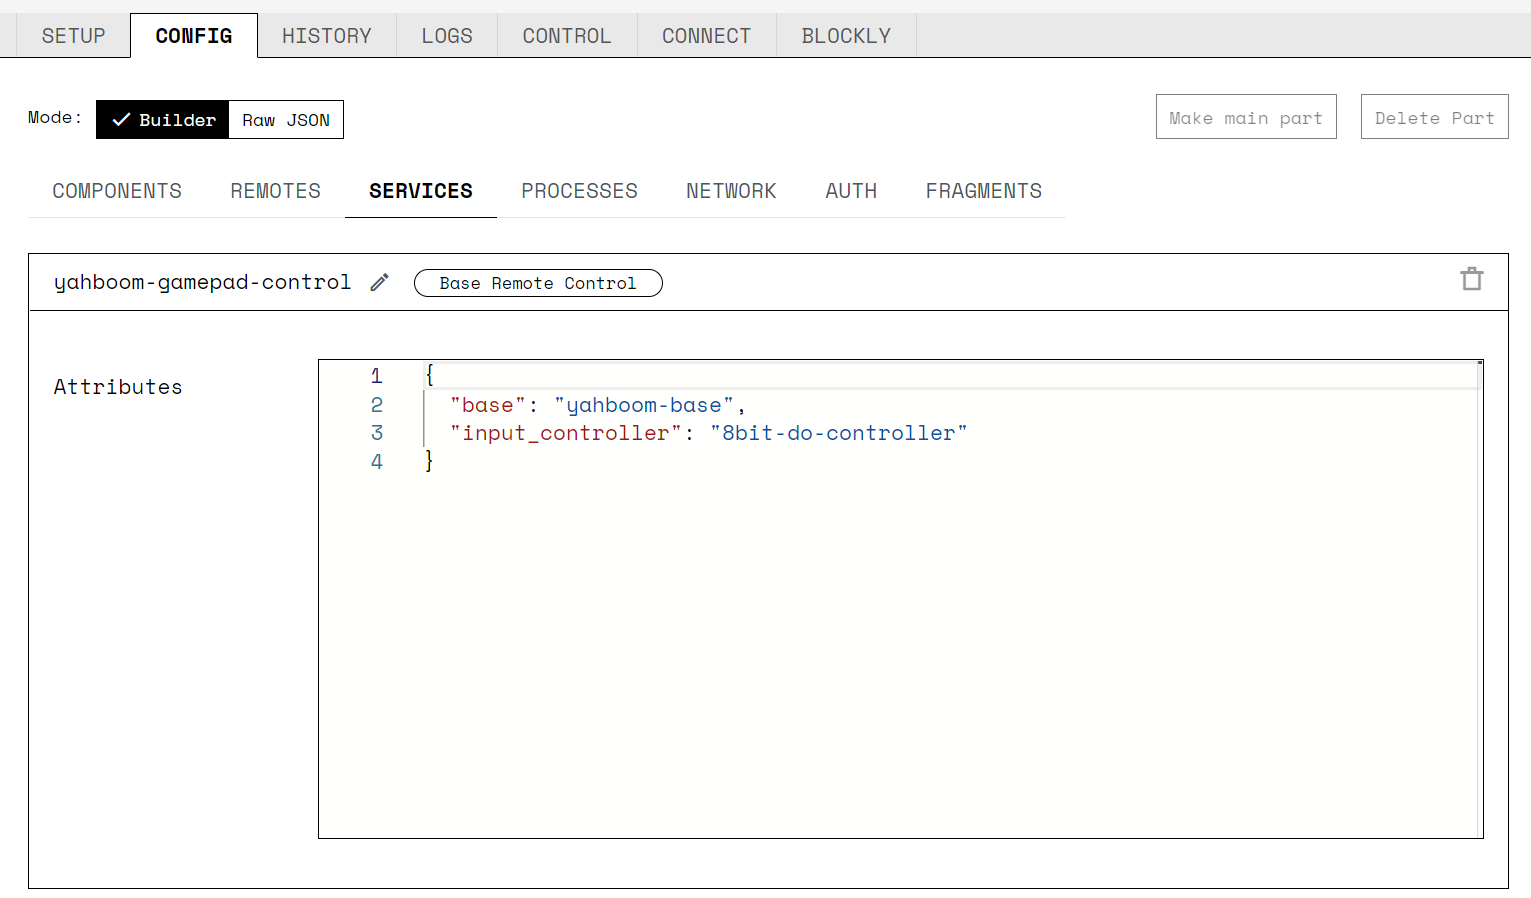 SETUP CONFIG HISTORY LOGS CONTROL CONNECT BLOCKLY
Mode: Builder Raw JSON Make main part Delete Part
COMPONENTS REMOTES SERVICES PROCESSES NETWORK AUTH FRAGMENTS
yahboom-gamepad-control Base Remote Control
Attributes
1 {
2 "base": "yahboom-base",
3 "input_controller": "8bit-do-controller"
4 }